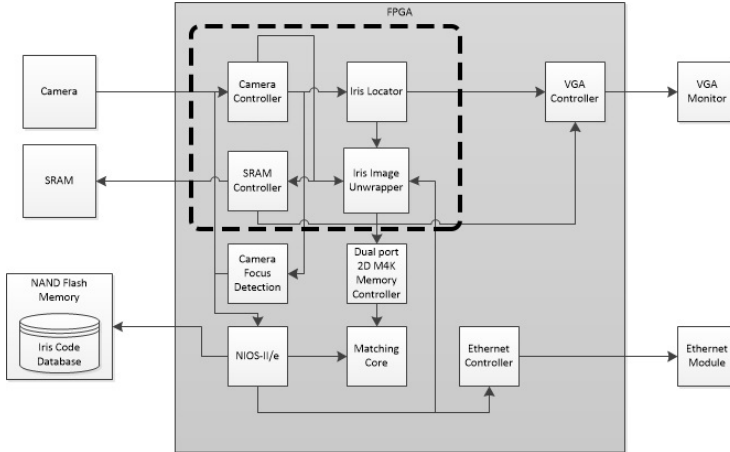 FPGA
Camera
Camera
Controller
Iris Locator
VGA
Controller
VGA
Monitor
SRAM
SRAM
Controller
Iris Image
Unwrapper
NAND Flash
Memory
Iris Code
Database
Camera
Focus
Detection
Dual port
2D M4K
Memory
Controller
NIOS-II/e
Matching
Core
Ethernet
Controller
Ethernet
Module